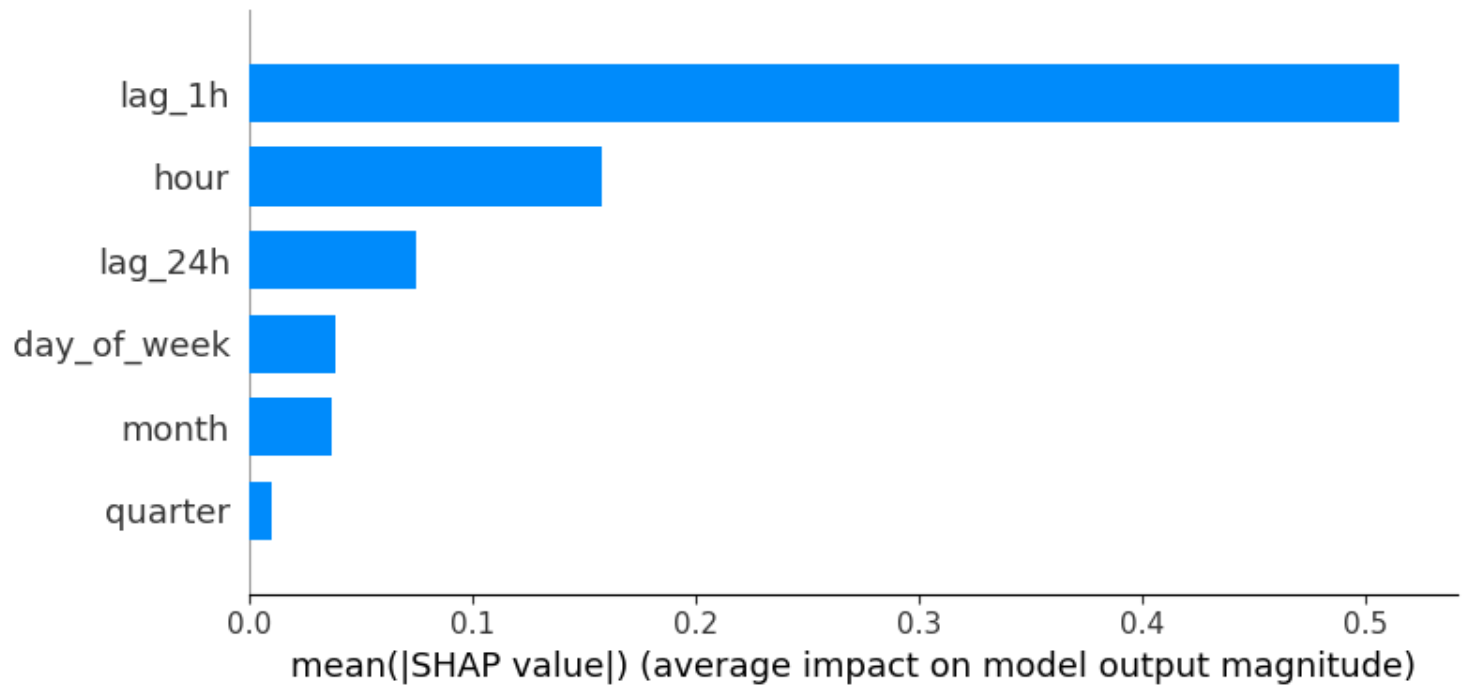 lag_1h
hour
lag_24h
day_of_week
month
quarter
0.0 0.1 0.2 0.3 0.4 0.5
mean(|SHAP value|) (average impact on model output magnitude)